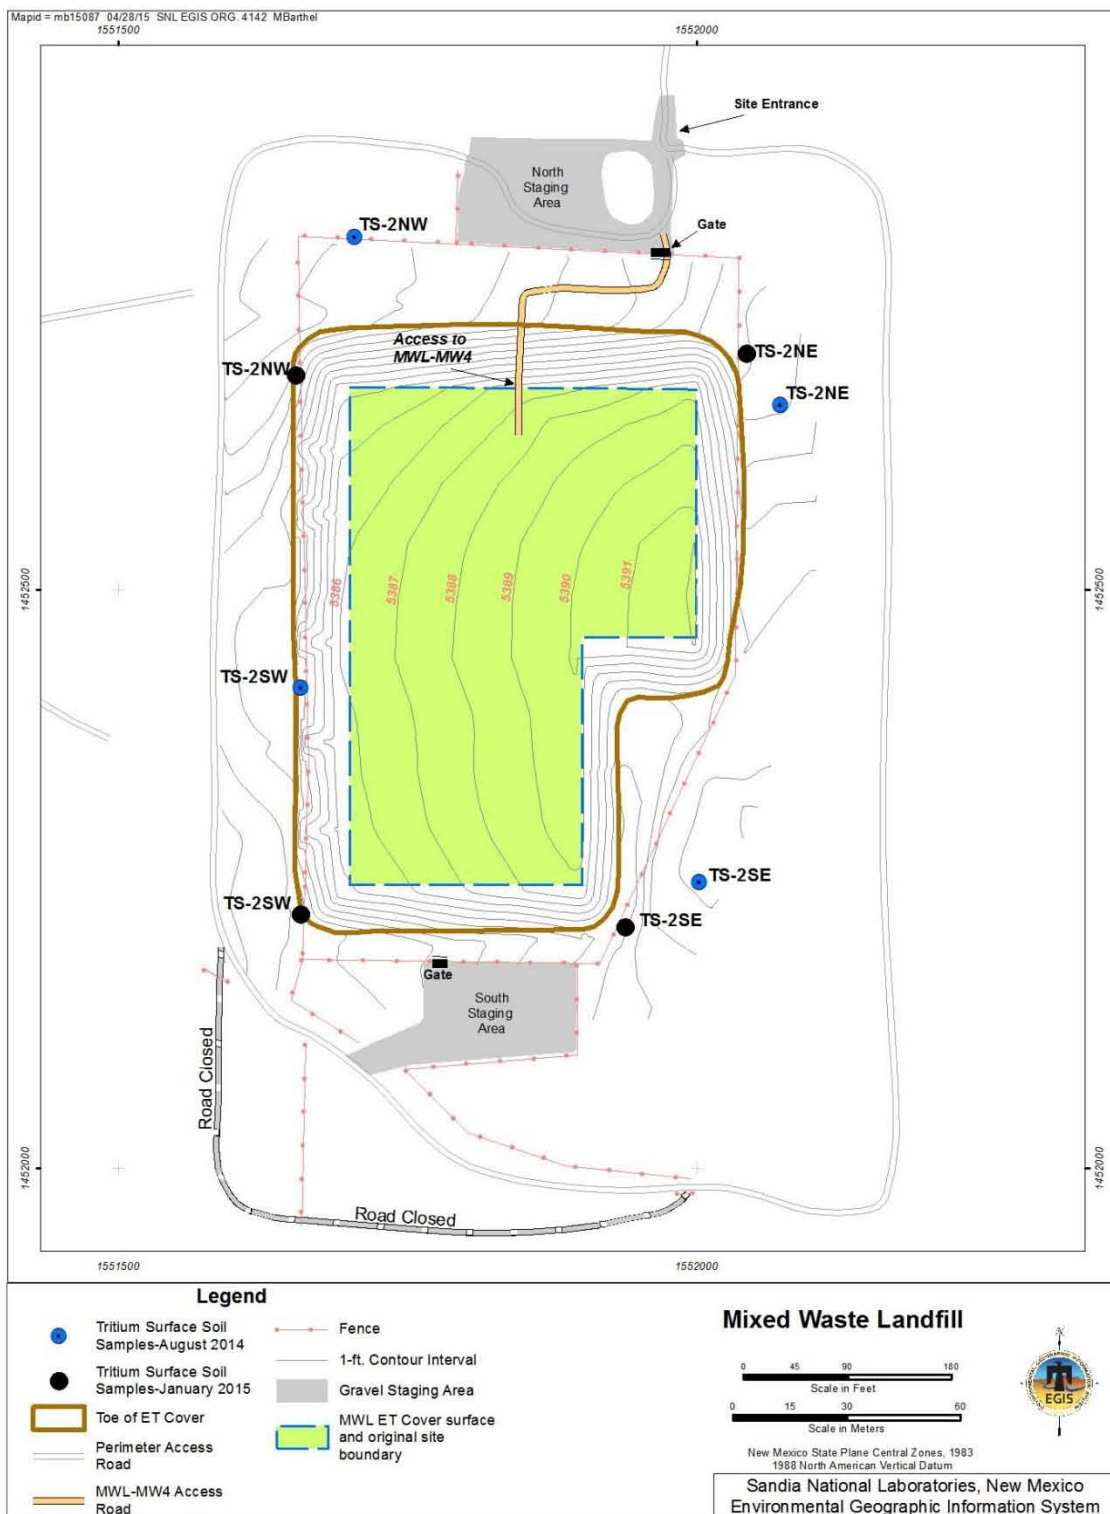 Mapid = mb15087 04/28/15 SNL EGIS ORG. 4142 MBarthel
1551500
1552000
Site Entrance
North
Staging
Area
TS-2NW
Gate
Access to
MWL-MW4
TS-2NE
TS-2NW
TS-2NE
1452500
5386
5387
5388
5389
5390
5391
1452500
TS-2SW
TS-2SE
TS-2SW
TS-2SE
Gate
South
Staging
Area
Road Closed
1452000
1452000
Road Closed
1551500
1552000
Legend
Tritium Surface Soil
Samples-August 2014
Tritium Surface Soil
Samples-January 2015
Toe of ET Cover
Perimeter Access
Road
MWL-MW4 Access
Road
Fence
1-ft. Contour Interval
Gravel Staging Area
MWL ET Cover surface
and original site
boundary
Mixed Waste Landfill
0 45 90 180
Scale in Feet
0 15 30 60
Scale in Meters
EGIS
New Mexico State Plane Central Zones, 1983
1988 North American Vertical Datum
Sandia National Laboratories, New Mexico
Environmental Geographic Information System